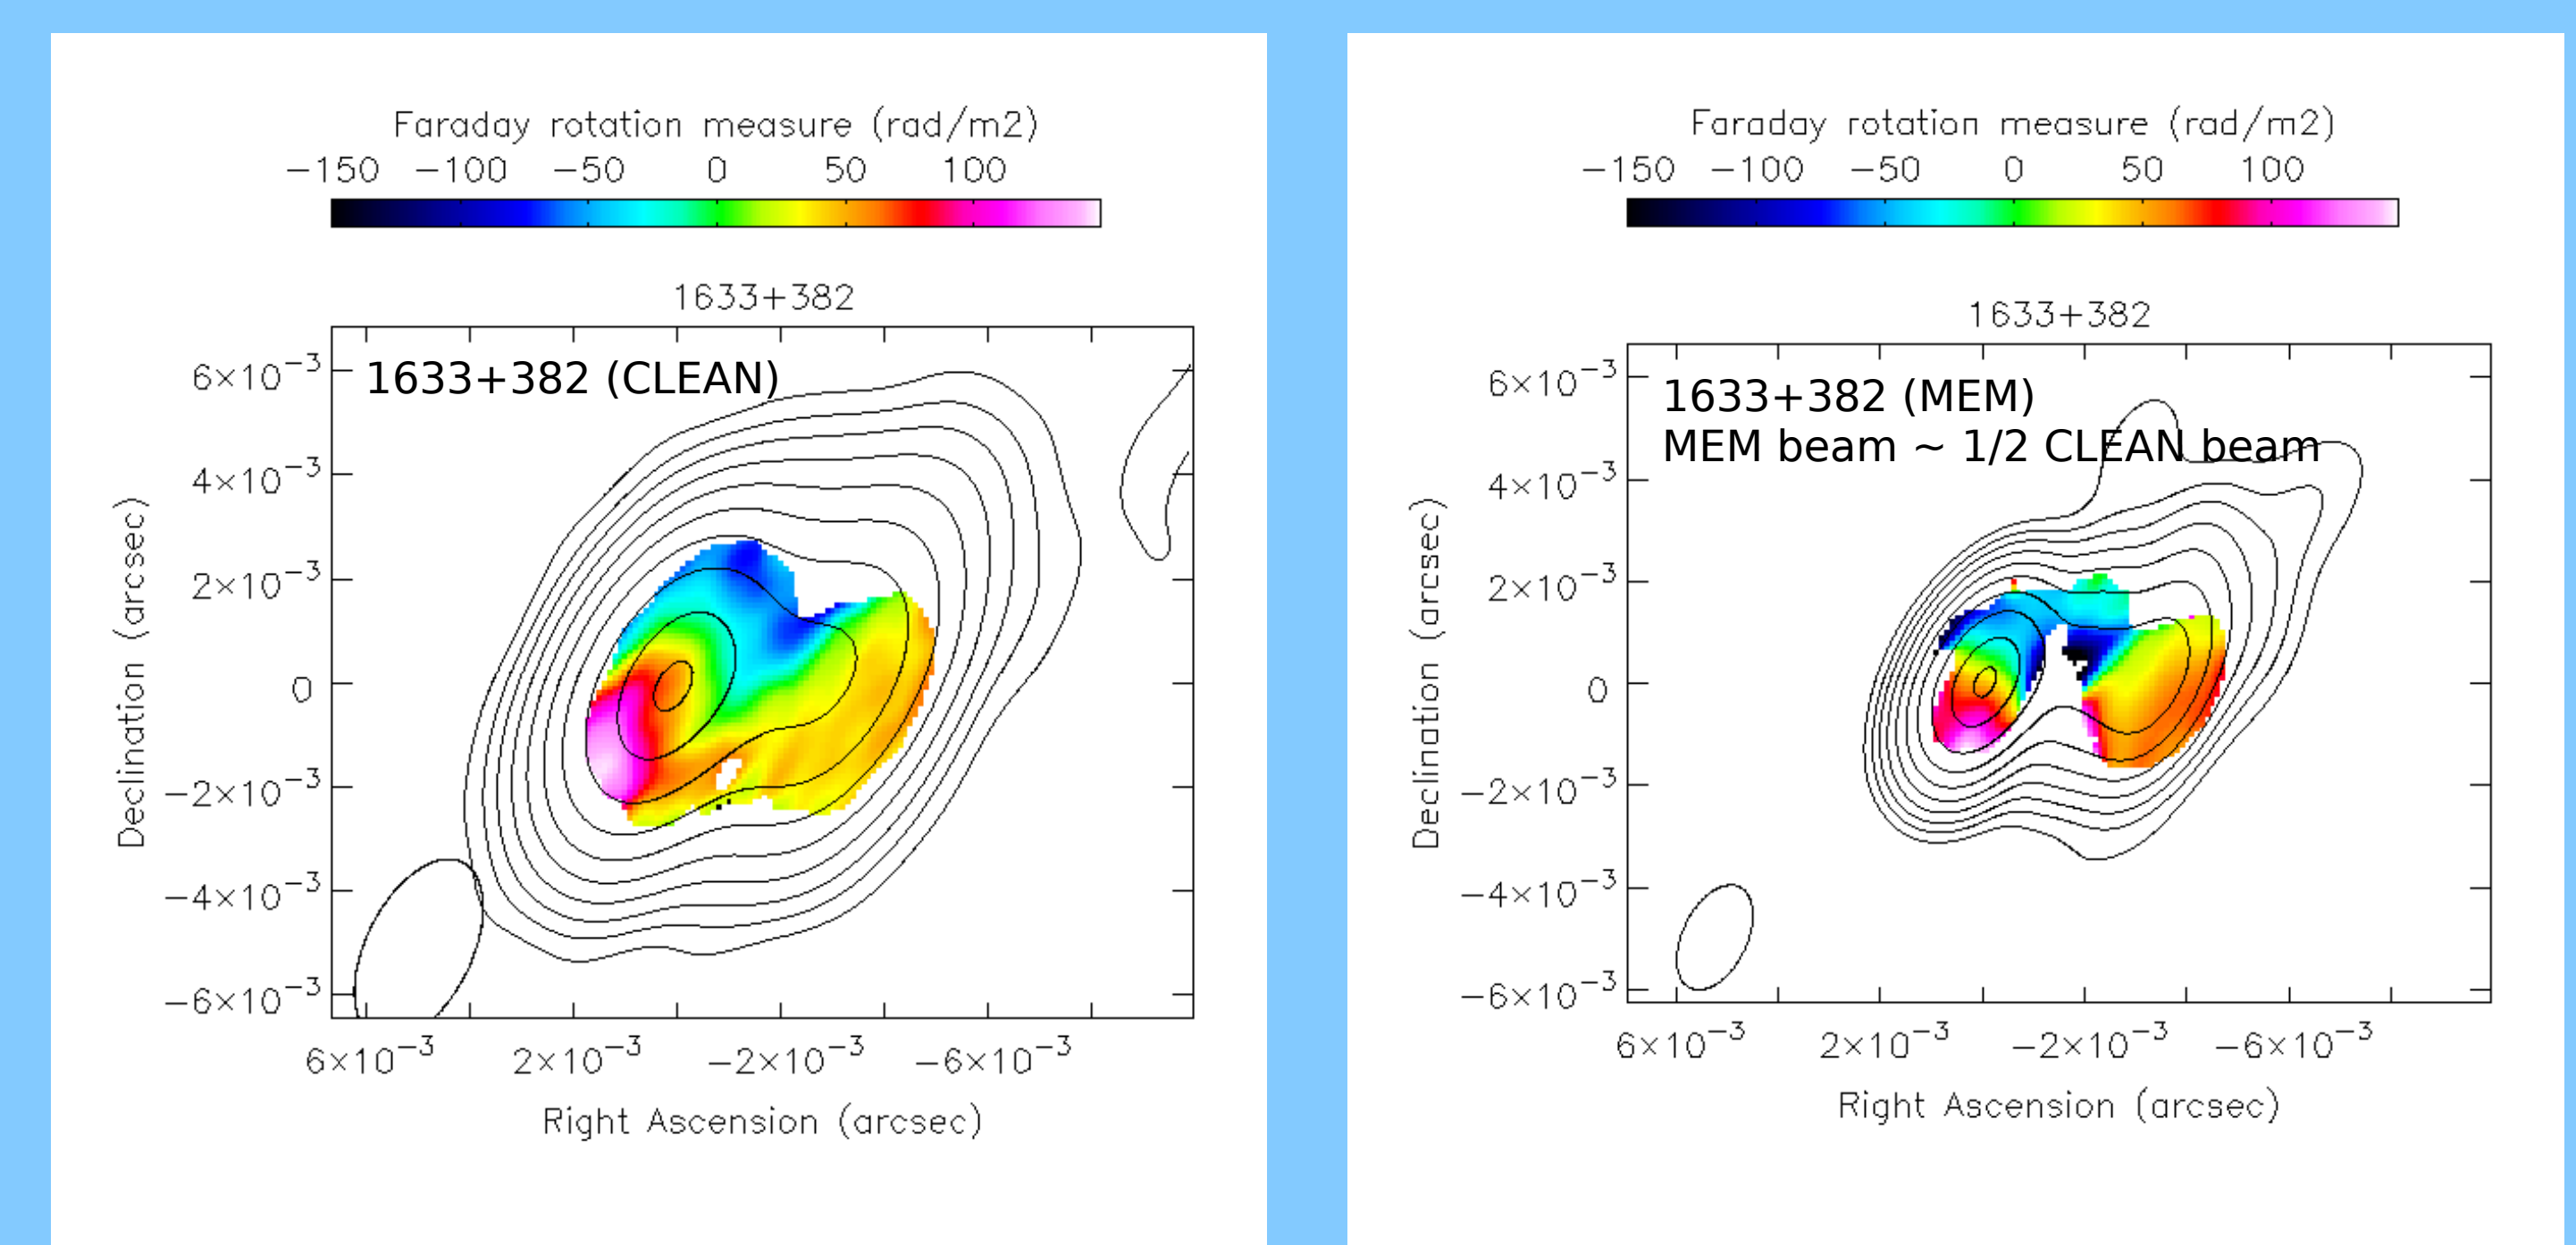 Faraday rotation measure (rad/m2)
−150 −100 −50 0 50 100
1633+382
1633+382 (CLEAN)
6×10−3
4×10−3
2×10−3
0
−2×10−3
−4×10−3
−6×10−3
Declination (arcsec)
6×10−3 2×10−3 −2×10−3 −6×10−3
Right Ascension (arcsec)
Faraday rotation measure (rad/m2)
−150 −100 −50 0 50 100
1633+382
1633+382 (MEM)
MEM beam ~ 1/2 CLEAN beam
6×10−3
4×10−3
2×10−3
0
−2×10−3
−4×10−3
−6×10−3
Declination (arcsec)
6×10−3 2×10−3 −2×10−3 −6×10−3
Right Ascension (arcsec)